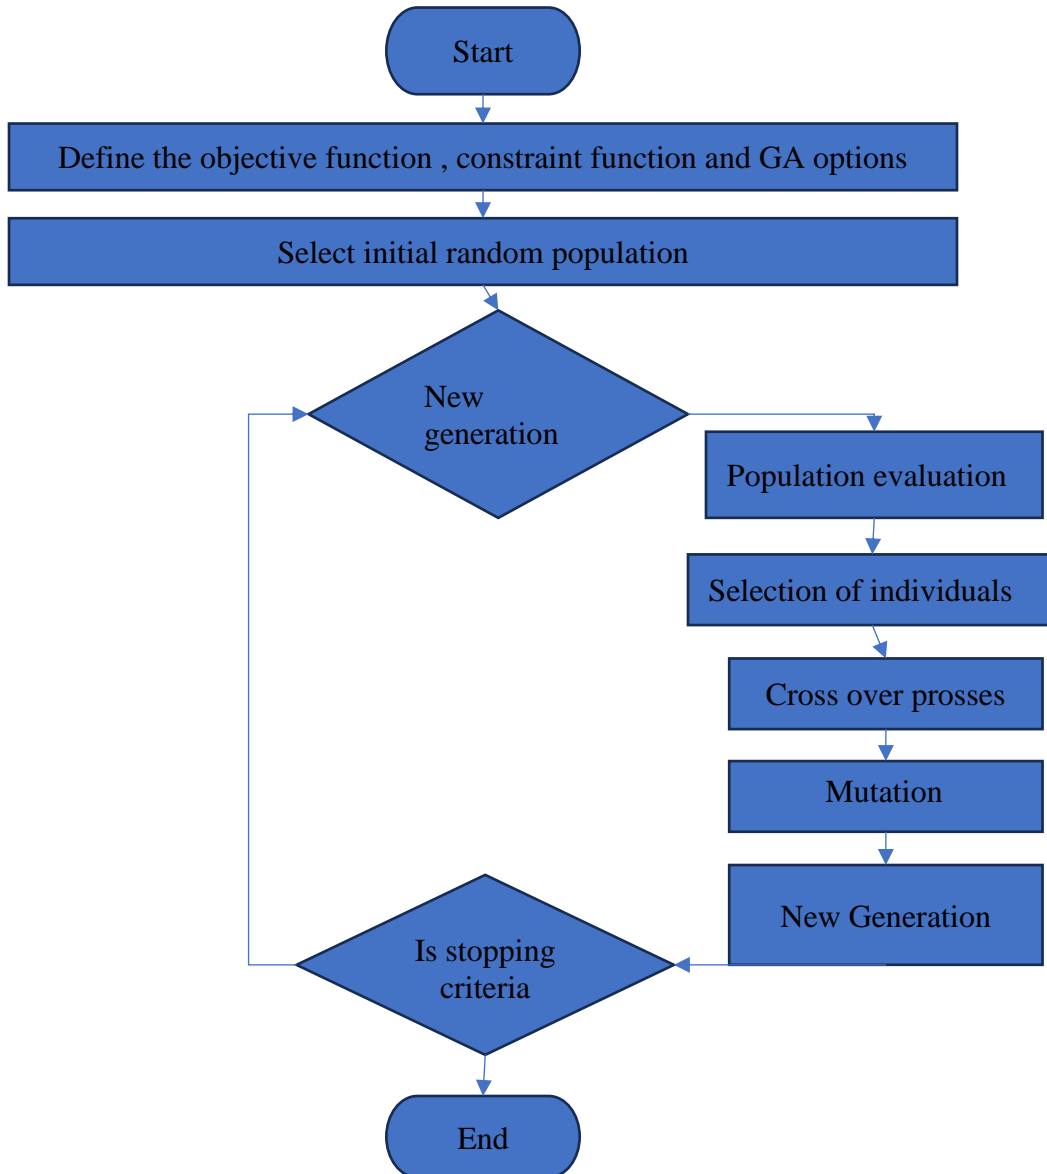 Start
Define the objective function , constraint function and GA options
Select initial random population
New
generation
Population evaluation
Selection of individuals
Cross over prosses
Mutation
New Generation
Is stopping
criteria
End